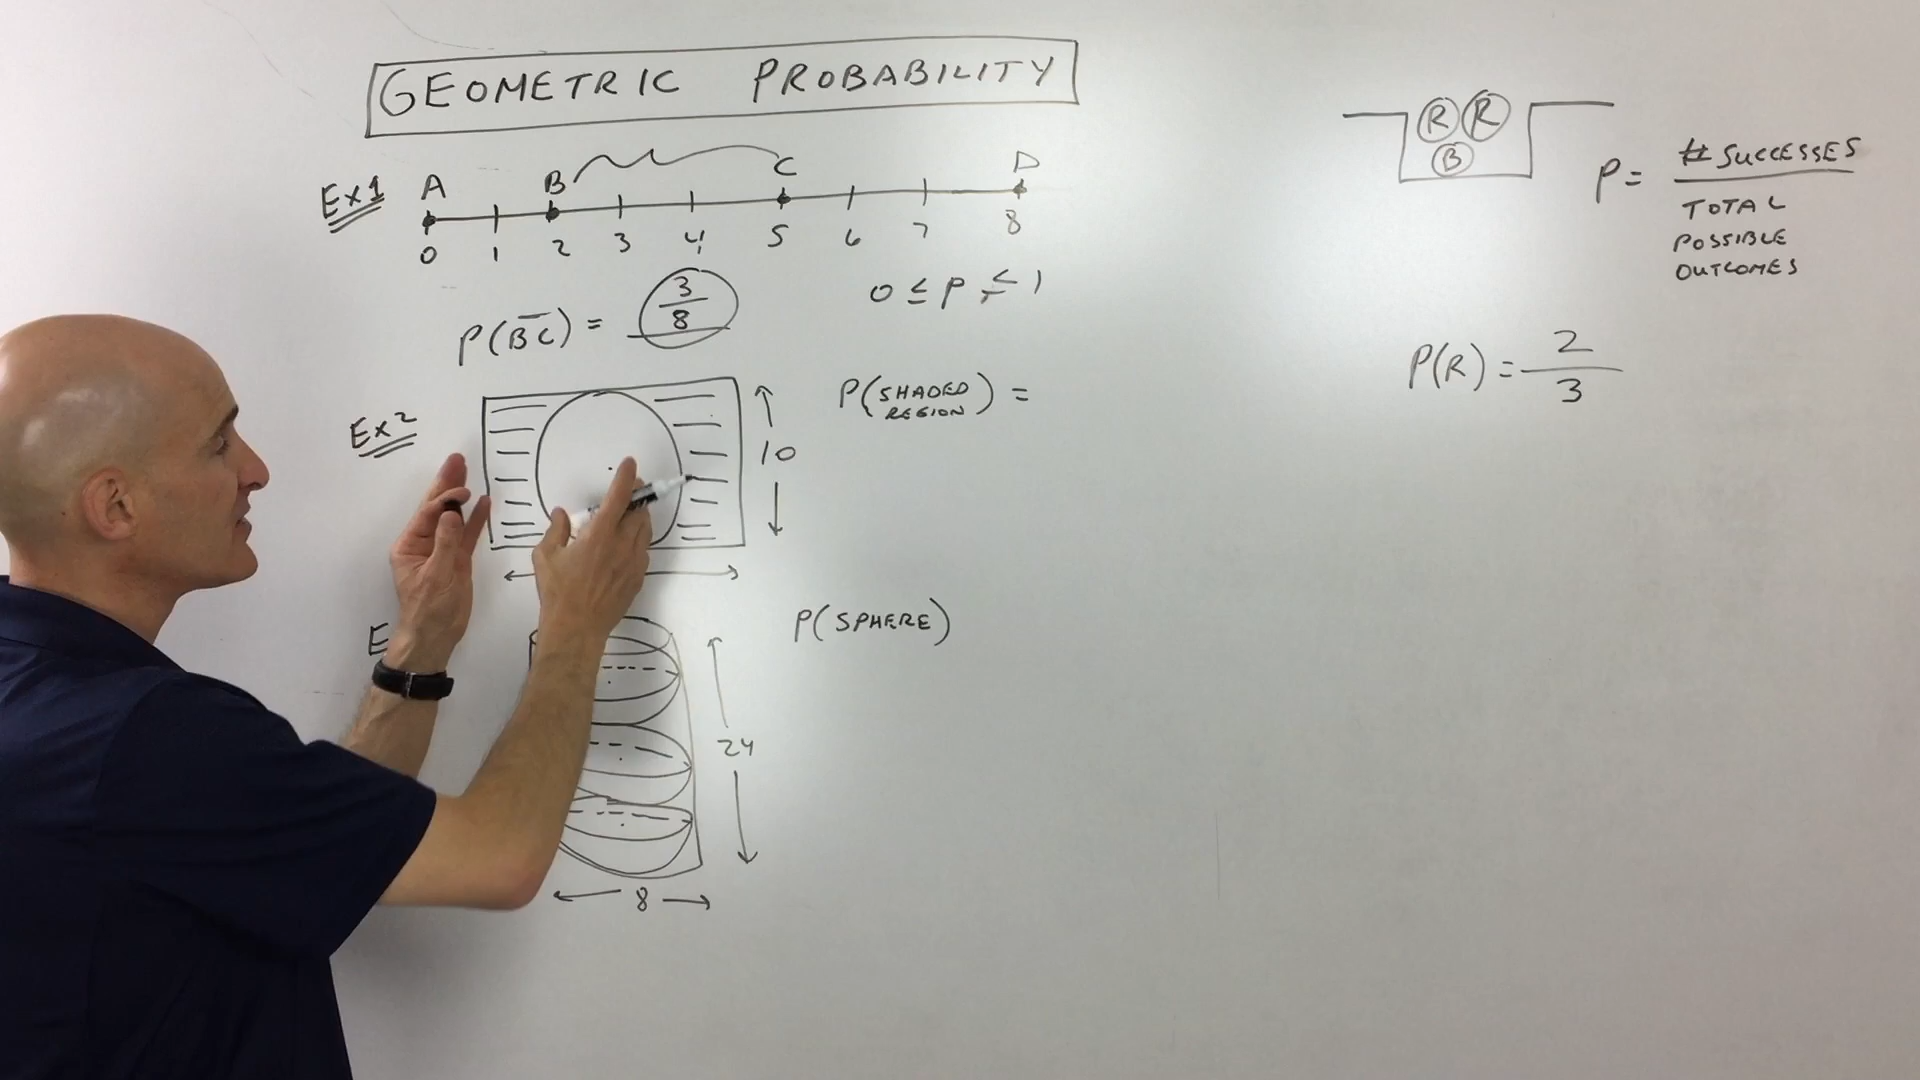 GEOMETRIC PROBABILITY
Ex1
A B C D
0 1 2 3 4 5 6 7 8
P(BC) = 3/8
0 ≤ P ≤ 1
R R
B
P = # SUCCESSES
TOTAL
POSSIBLE
OUTCOMES
P(R) = 2/3
Ex2
10
P(SHADED REGION) =
E
P(SPHERE)
24
8